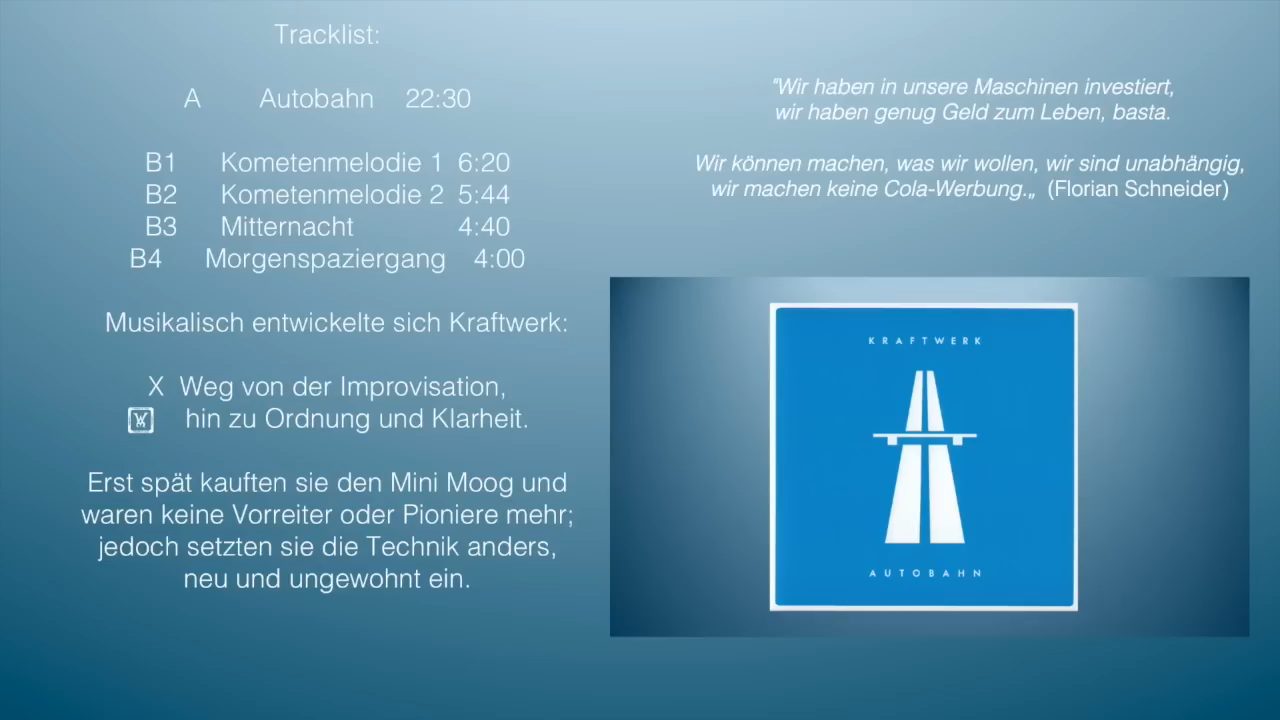 Tracklist:
A Autobahn 22:30
B1 Kometenmelodie 1 6:20
B2 Kometenmelodie 2 5:44
B3 Mitternacht 4:40
B4 Morgenspaziergang 4:00
Musikalisch entwickelte sich Kraftwerk:
X Weg von der Improvisation,
hin zu Ordnung und Klarheit.
Erst spät kauften sie den Mini Moog und
waren keine Vorreiter oder Pioniere mehr;
jedoch setzten sie die Technik anders,
neu und ungewohnt ein.
"Wir haben in unsere Maschinen investiert,
wir haben genug Geld zum Leben, basta.
Wir können machen, was wir wollen, wir sind unabhängig,
wir machen keine Cola-Werbung.„ (Florian Schneider)
KRAFTWERK
AUTOBAHN